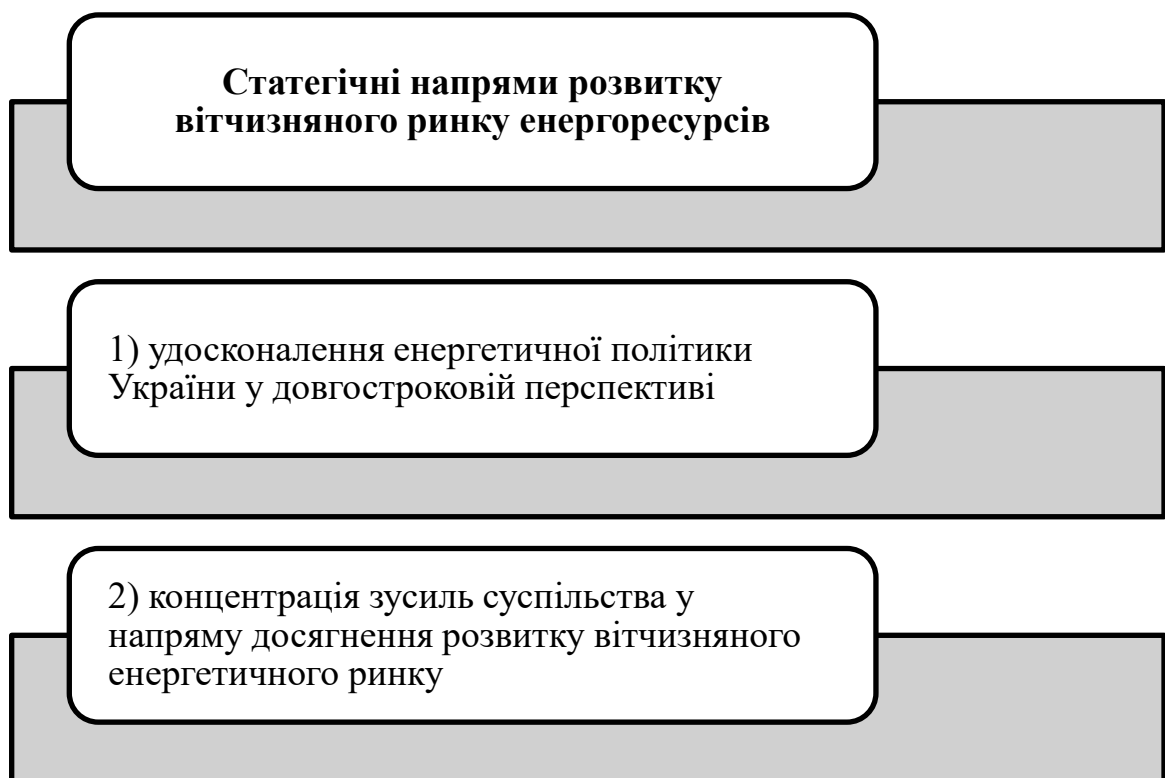 Статегічні напрями розвитку
вітчизняного ринку енергоресурсів
1) удосконалення енергетичної політики
України у довгостроковій перспективі
2) концентрація зусиль суспільства у
напряму досягнення розвитку вітчизняного
енергетичного ринку